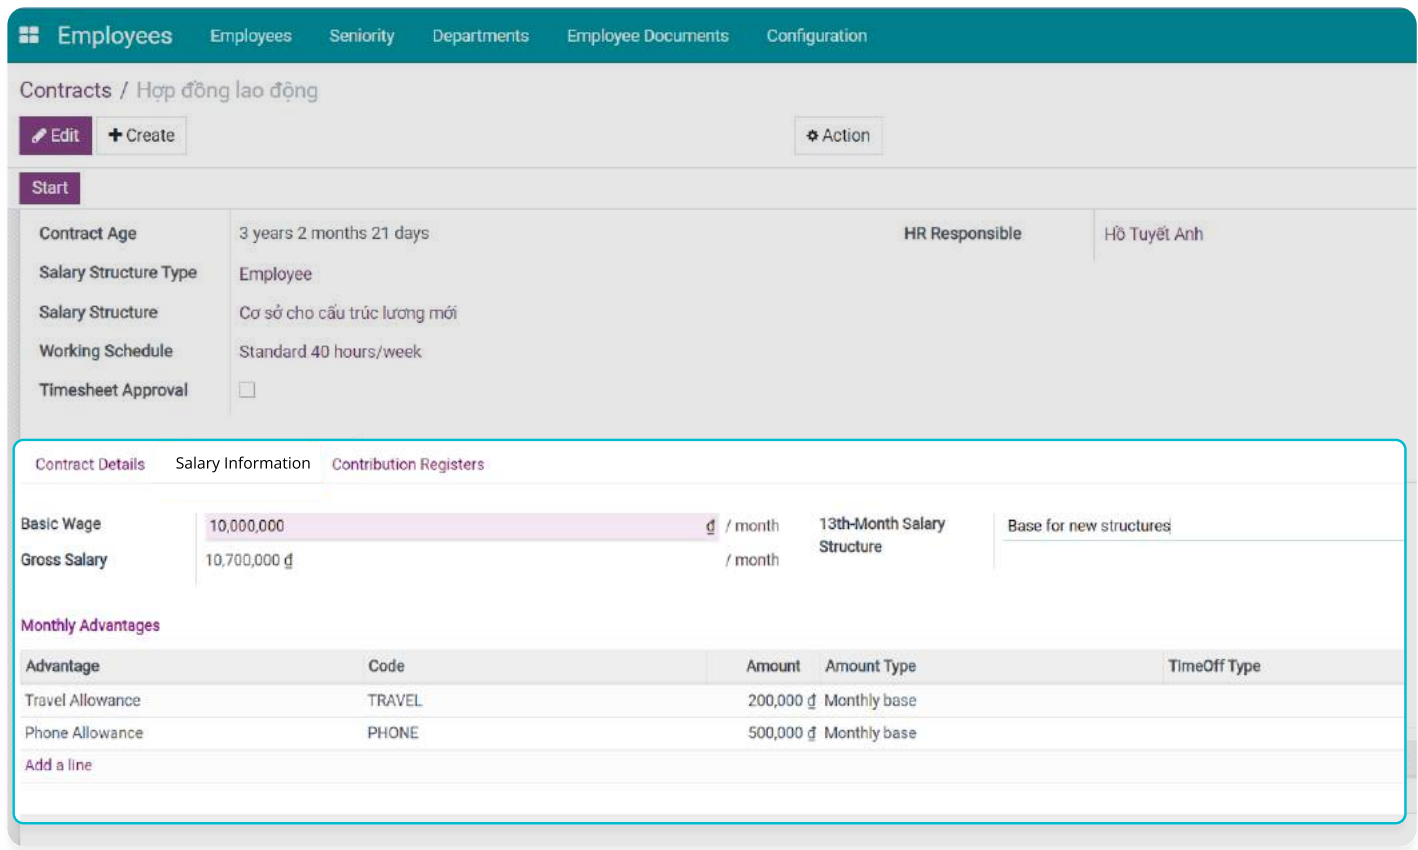 Employees Employees Seniority Departments Employee Documents Configuration
Contracts / Hợp đồng lao động
Edit Create Action
Start
Contract Age 3 years 2 months 21 days HR Responsible Hồ Tuyết Anh
Salary Structure Type Employee
Salary Structure Cơ sở cho cấu trúc lương mới
Working Schedule Standard 40 hours/week
Timesheet Approval
Contract Details Salary Information Contribution Registers
Basic Wage 10,000,000 ₫ / month 13th-Month Salary Structure Base for new structures
Gross Salary 10,700,000 ₫ / month
Monthly Advantages
Advantage Code Amount Amount Type TimeOff Type
Travel Allowance TRAVEL 200,000 ₫ Monthly base
Phone Allowance PHONE 500,000 ₫ Monthly base
Add a line